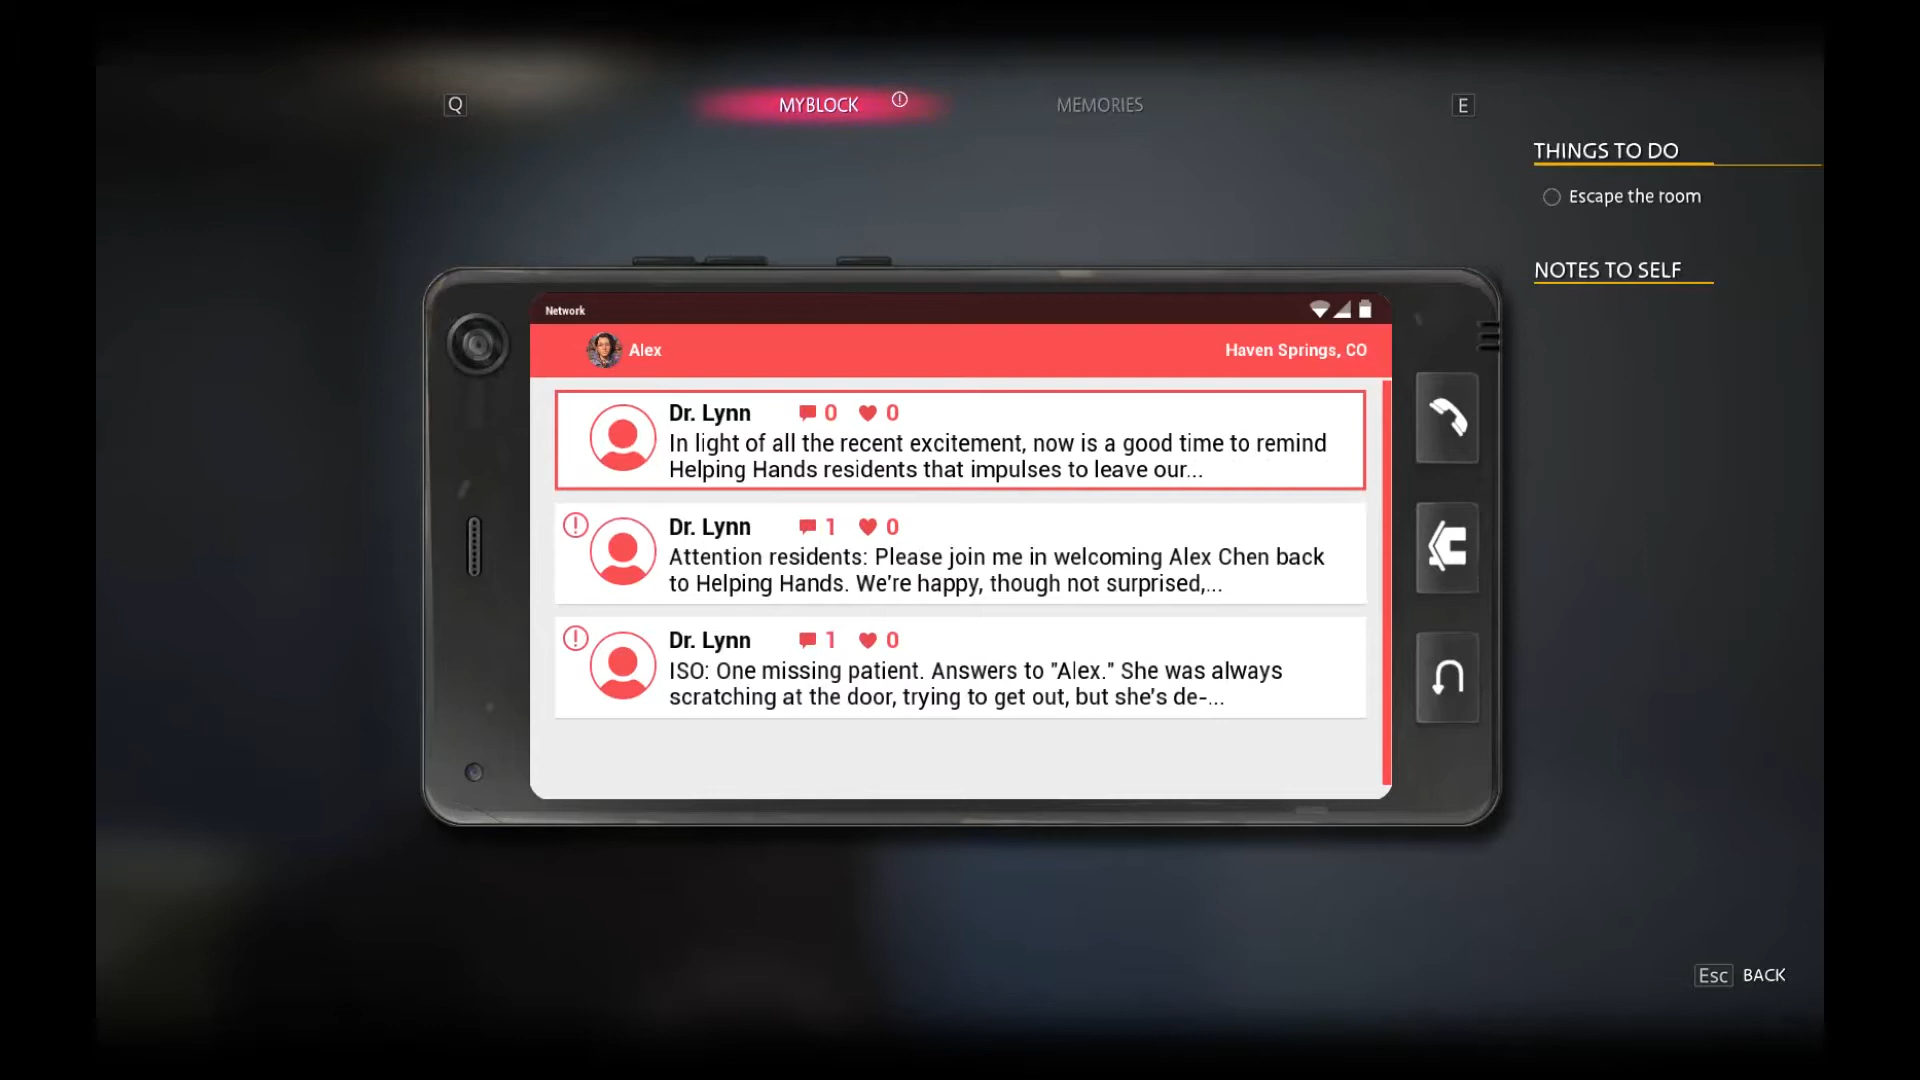 Q
MYBLOCK
MEMORIES
E
THINGS TO DO
Escape the room
NOTES TO SELF
Network
Alex
Haven Springs, CO
Dr. Lynn 0 0
In light of all the recent excitement, now is a good time to remind
Helping Hands residents that impulses to leave our...
Dr. Lynn 1 0
Attention residents: Please join me in welcoming Alex Chen back
to Helping Hands. We're happy, though not surprised,...
Dr. Lynn 1 0
ISO: One missing patient. Answers to "Alex." She was always
scratching at the door, trying to get out, but she's de-...
Esc BACK